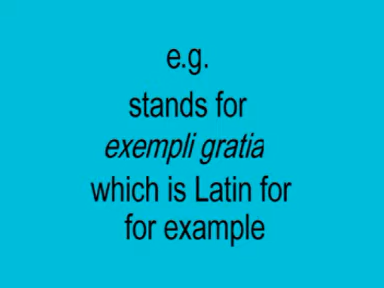 e.g.
stands for
exempli gratia
which is Latin for
for example